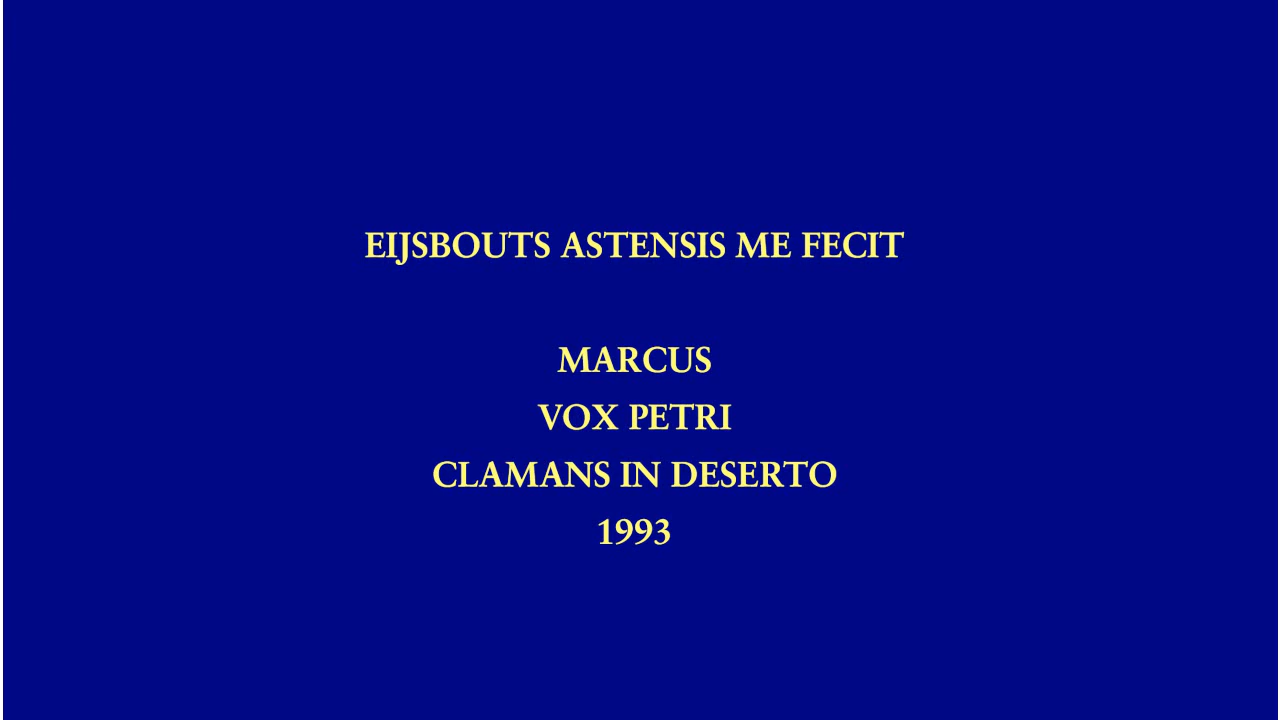 EIJSBOUTS ASTENSIS ME FECIT
MARCUS
VOX PETRI
CLAMANS IN DESERTO
1993